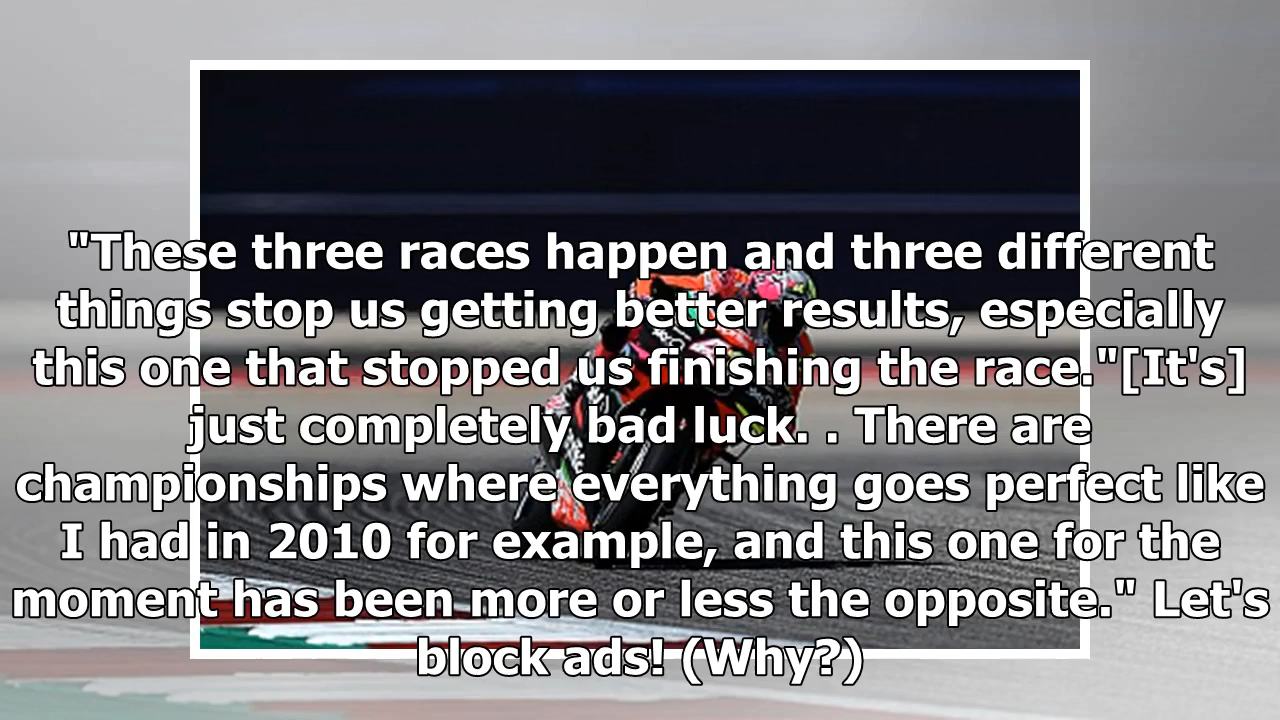 "These three races happen and three different
things stop us getting better results, especially
this one that stopped us finishing the race."[It's]
just completely bad luck. . There are
championships where everything goes perfect like
I had in 2010 for example, and this one for the
moment has been more or less the opposite." Let's
block ads! (Why?)